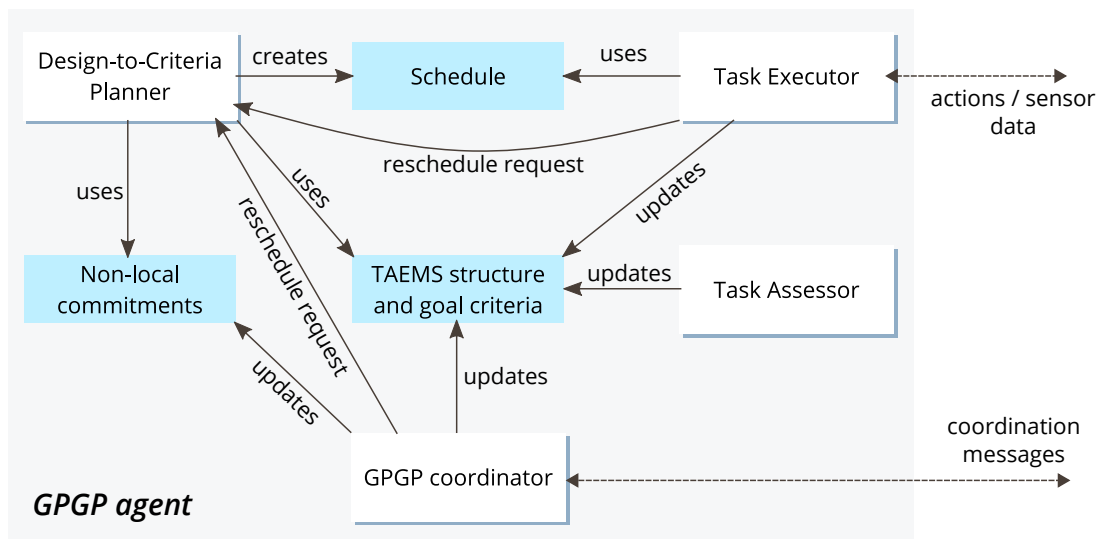 Design-to-Criteria
Planner
creates
Schedule
uses
Task Executor
actions / sensor
data
reschedule request
uses
uses
updates
reschedule request
Non-local
commitments
TAEMS structure
and goal criteria
updates
Task Assessor
updates
updates
coordination
messages
GPGP coordinator
GPGP agent